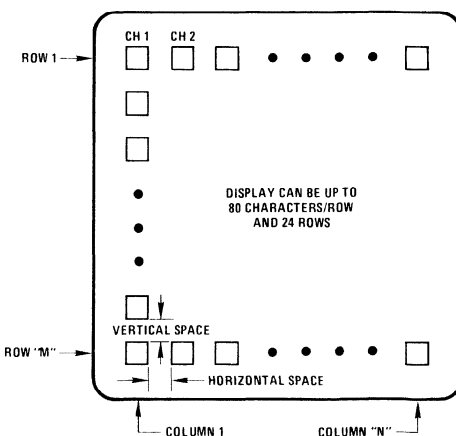 CH 1 CH 2
ROW 1
DISPLAY CAN BE UP TO
80 CHARACTERS/ROW
AND 24 ROWS
VERTICAL SPACE
ROW "M"
HORIZONTAL SPACE
COLUMN 1
COLUMN "N"